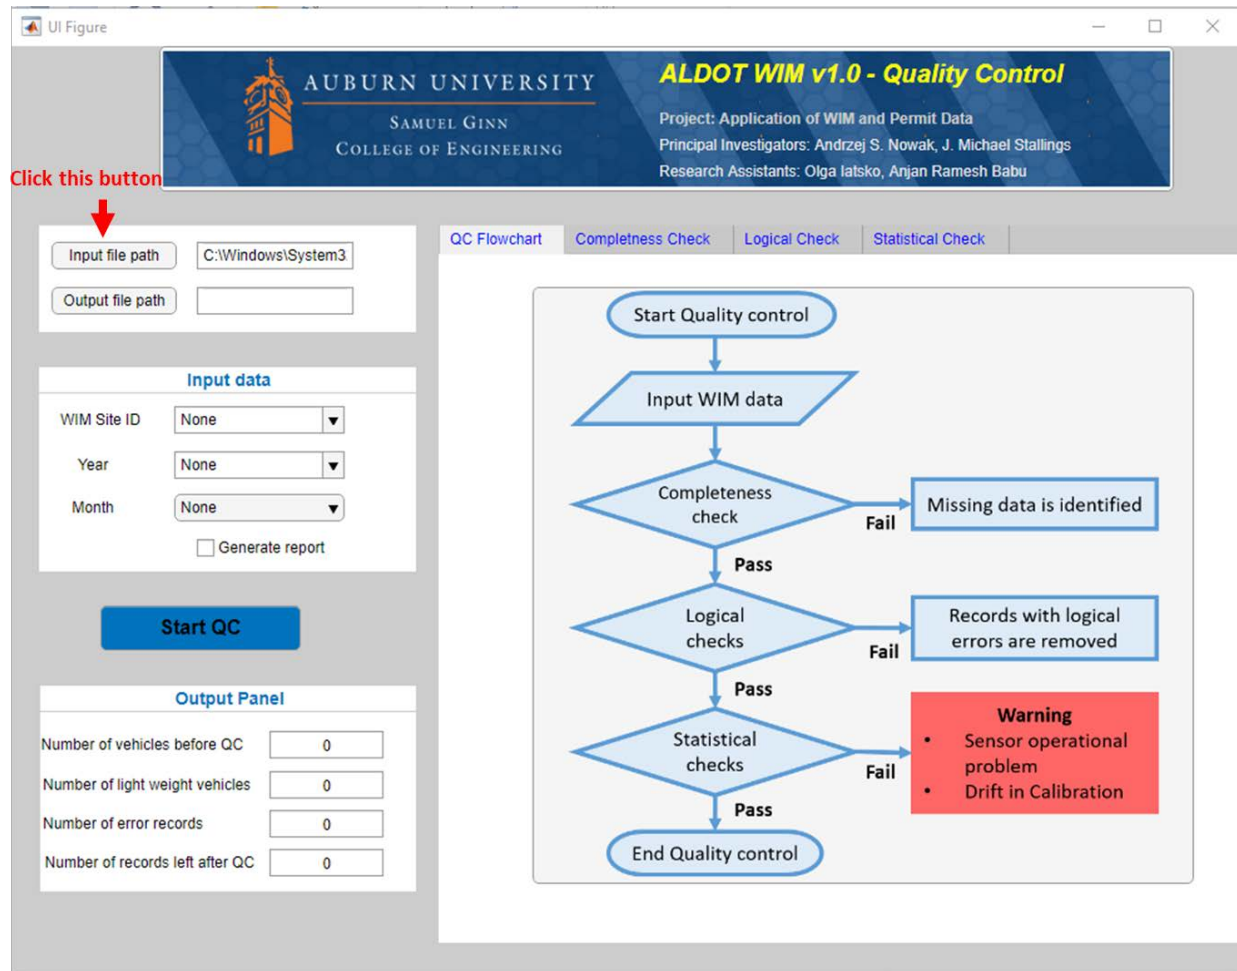 UI Figure
AUBURN UNIVERSITY
SAMUEL GINN
COLLEGE OF ENGINEERING
ALDOT WIM v1.0 - Quality Control
Project: Application of WIM and Permit Data
Principal Investigators: Andrzej S. Nowak, J. Michael Stallings
Research Assistants: Olga Iatsko, Anjan Ramesh Babu
Click this button
Input file path
C:\Windows\System3
Output file path
Input data
WIM Site ID
None
Year
None
Month
None
Generate report
Start QC
Output Panel
Number of vehicles before QC
0
Number of light weight vehicles
0
Number of error records
0
Number of records left after QC
0
QC Flowchart
Completness Check
Logical Check
Statistical Check
Start Quality control
Input WIM data
Completeness
check
Fail
Missing data is identified
Pass
Logical
checks
Fail
Records with logical
errors are removed
Pass
Statistical
checks
Fail
Warning
• Sensor operational
problem
• Drift in Calibration
Pass
End Quality control